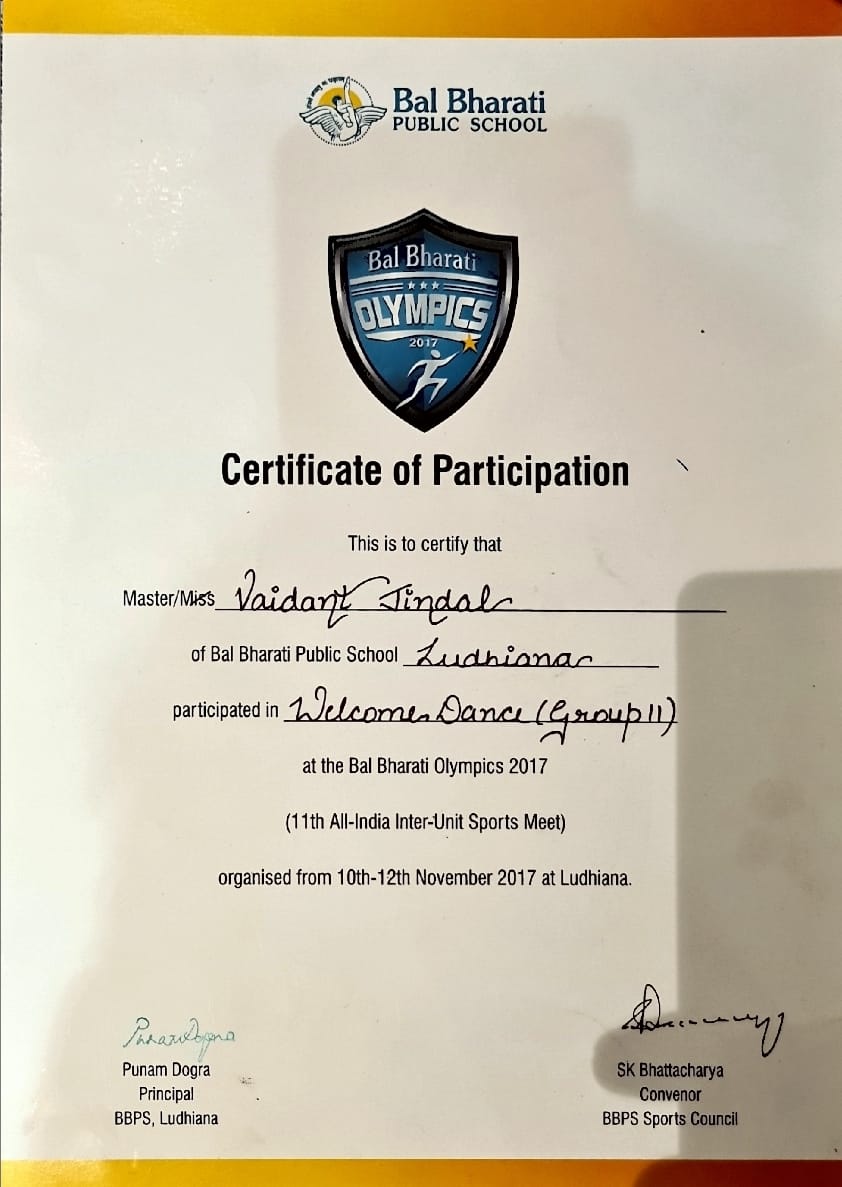 Bal Bharati
PUBLIC SCHOOL
Bal Bharati
OLYMPICS
2017
Certificate of Participation
This is to certify that
Master/Miss Vaidant Jindal
of Bal Bharati Public School Ludhiana
participated in Welcome Dance (Group II)
at the Bal Bharati Olympics 2017
(11th All-India Inter-Unit Sports Meet)
organised from 10th-12th November 2017 at Ludhiana.
Punam Dogra
Punam Dogra
Principal
BBPS, Ludhiana
SK Bhattacharya
Convenor
BBPS Sports Council